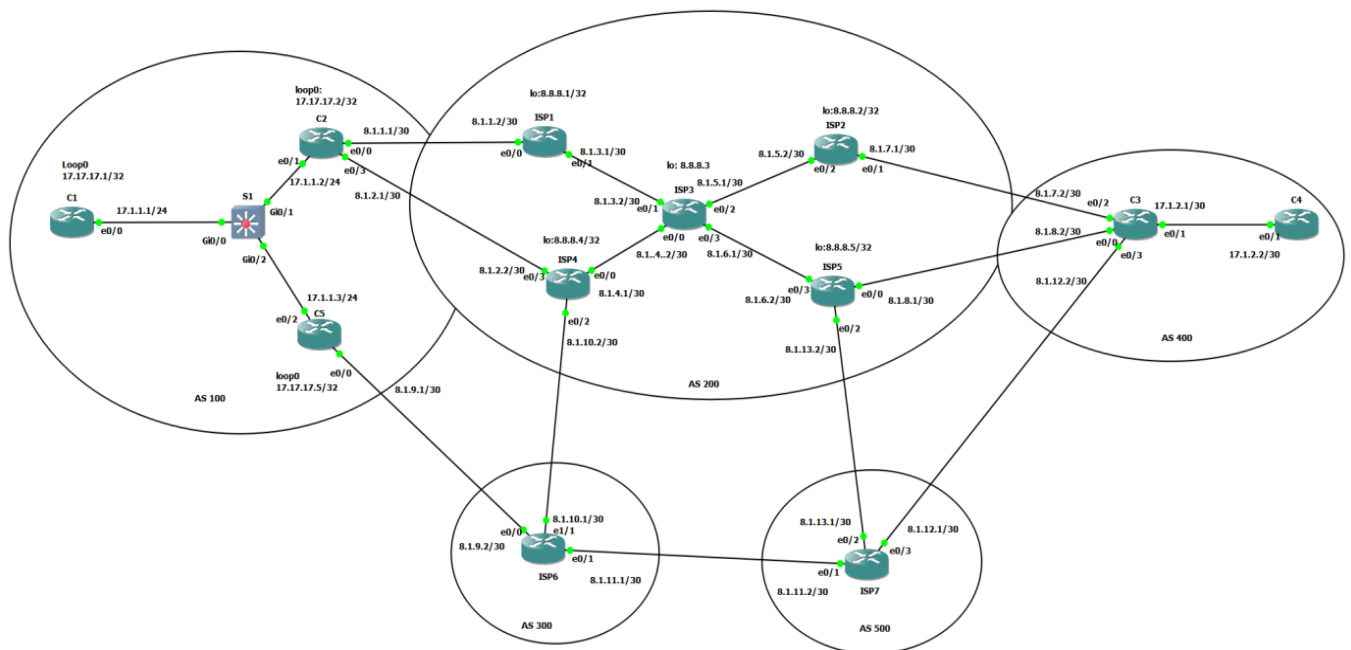 loop0:
17.17.17.2/32
C2
8.1.1.1/30
e0/0
e0/1
e0/3
17.1.1.2/24
8.1.2.1/30
Loop0
17.17.17.1/32
C1
17.1.1.1/24
e0/0
S1
Gi0/1
Gi0/0
Gi0/2
17.1.1.3/24
C5
e0/2
e0/0
loop0
17.17.17.5/32
8.1.9.1/30
AS 100
lo:8.8.8.1/32
ISP1
8.1.1.2/30
e0/0
8.1.3.1/30
e0/1
lo:8.8.8.2/32
ISP2
8.1.5.2/30
e0/2
8.1.7.1/30
e0/1
lo: 8.8.8.3
ISP3
8.1.5.1/30
8.1.3.2/30
e0/1
e0/2
e0/0
e0/3
8.1..4..2/30
8.1.6.1/30
lo:8.8.8.4/32
ISP4
8.1.2.2/30
e0/3
e0/0
8.1.4.1/30
e0/2
8.1.10.2/30
lo:8.8.8.5/32
ISP5
e0/3
8.1.6.2/30
e0/0
8.1.8.1/30
e0/2
8.1.13.2/30
AS 200
8.1.7.2/30
e0/2
C3
17.1.2.1/30
8.1.8.2/30
e0/0
e0/1
e0/3
8.1.12.2/30
C4
e0/1
17.1.2.2/30
AS 400
8.1.10.1/30
e0/0
e1/1
8.1.9.2/30
e0/1
8.1.11.1/30
ISP6
AS 300
8.1.13.1/30
8.1.12.1/30
e0/2
e0/3
e0/1
8.1.11.2/30
ISP7
AS 500